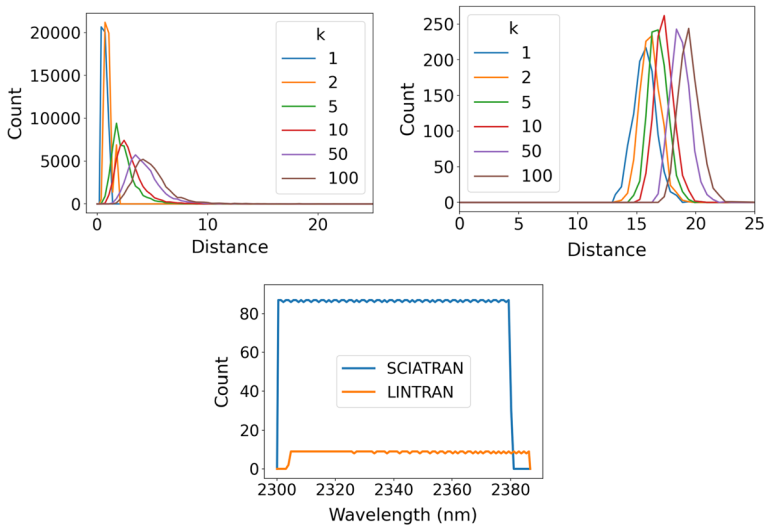 20000
15000
10000
5000
0
Count
k
1
2
5
10
50
100
0 10 20
Distance
250
200
150
100
50
0
Count
k
1
2
5
10
50
100
0 5 10 15 20 25
Distance
80
60
40
20
0
Count
SCIATRAN
LINTRAN
2300 2320 2340 2360 2380
Wavelength (nm)